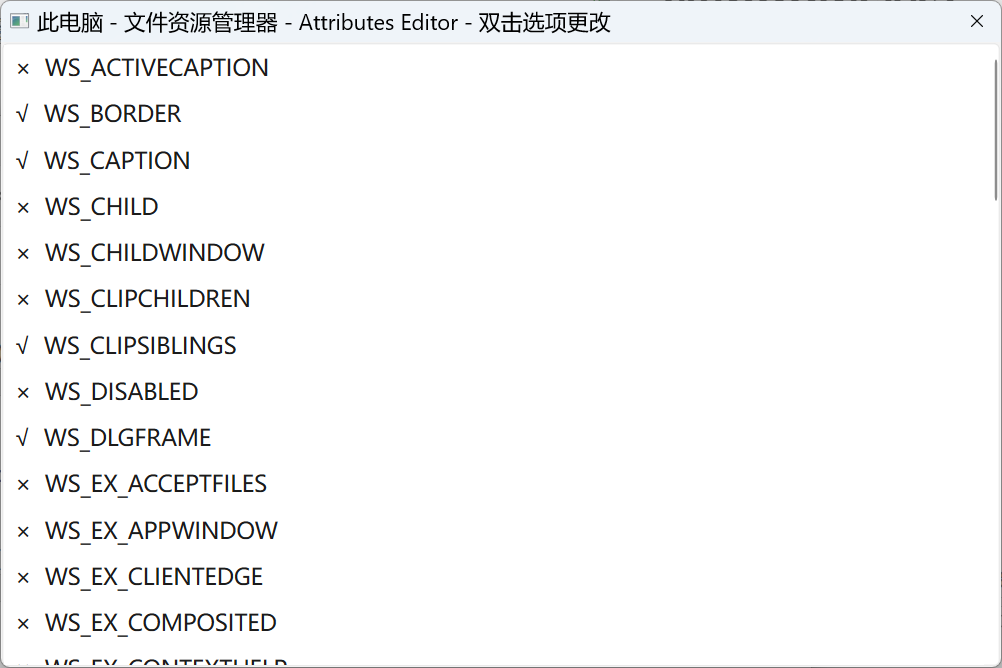 此电脑 - 文件资源管理器 - Attributes Editor - 双击选项更改
× WS_ACTIVECAPTION
√ WS_BORDER
√ WS_CAPTION
× WS_CHILD
× WS_CHILDWINDOW
× WS_CLIPCHILDREN
√ WS_CLIPSIBLINGS
× WS_DISABLED
√ WS_DLGFRAME
× WS_EX_ACCEPTFILES
× WS_EX_APPWINDOW
× WS_EX_CLIENTEDGE
× WS_EX_COMPOSITED
× WS_EX_CONTEXTHELP